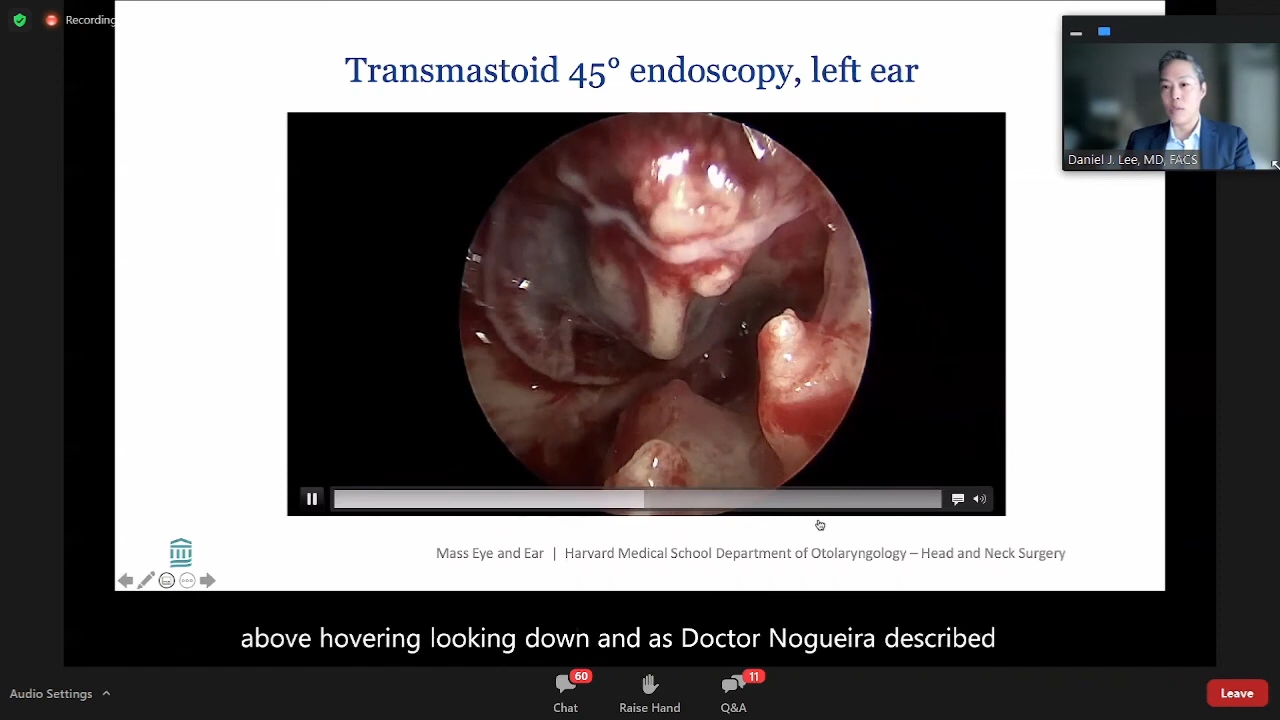 Recording
Transmastoid 45° endoscopy, left ear
Daniel J. Lee, MD, FACS
Mass Eye and Ear | Harvard Medical School Department of Otolaryngology – Head and Neck Surgery
above hovering looking down and as Doctor Nogueira described
Audio Settings
60
Chat
Raise Hand
11
Q&A
Leave